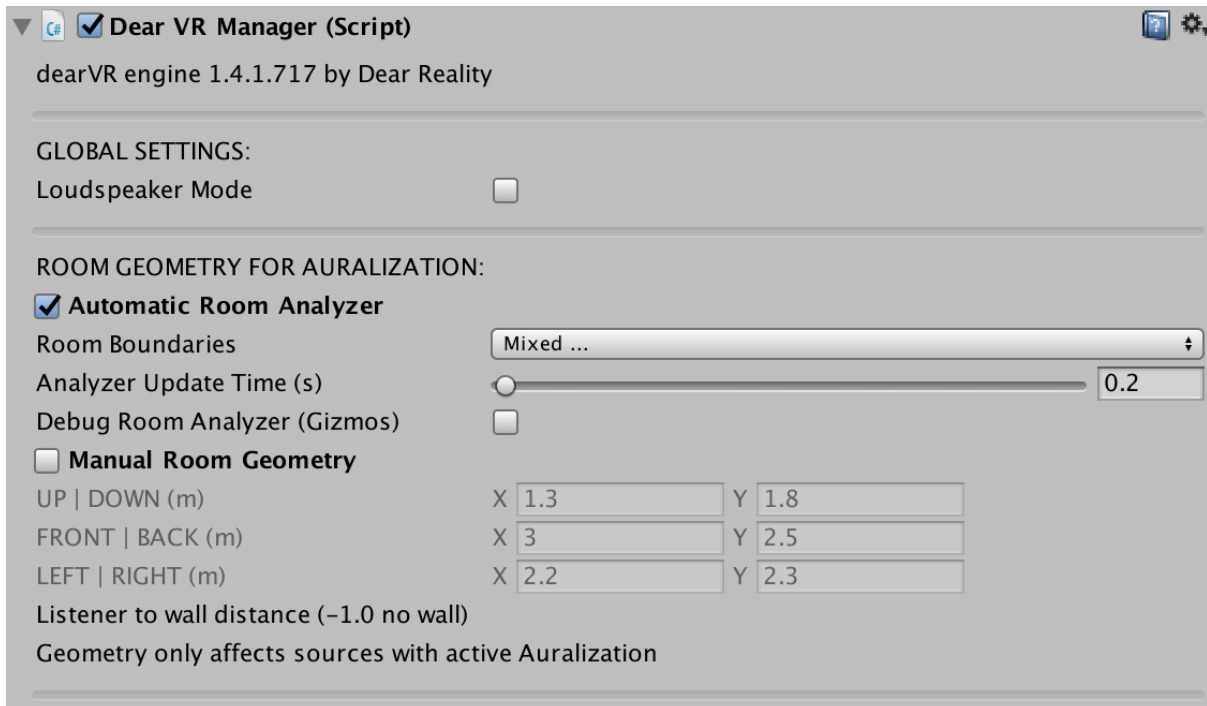 C# Dear VR Manager (Script)
dearVR engine 1.4.1.717 by Dear Reality
GLOBAL SETTINGS:
Loudspeaker Mode
ROOM GEOMETRY FOR AURALIZATION:
Automatic Room Analyzer
Room Boundaries Mixed ...
Analyzer Update Time (s) 0.2
Debug Room Analyzer (Gizmos)
Manual Room Geometry
UP | DOWN (m) X 1.3 Y 1.8
FRONT | BACK (m) X 3 Y 2.5
LEFT | RIGHT (m) X 2.2 Y 2.3
Listener to wall distance (-1.0 no wall)
Geometry only affects sources with active Auralization